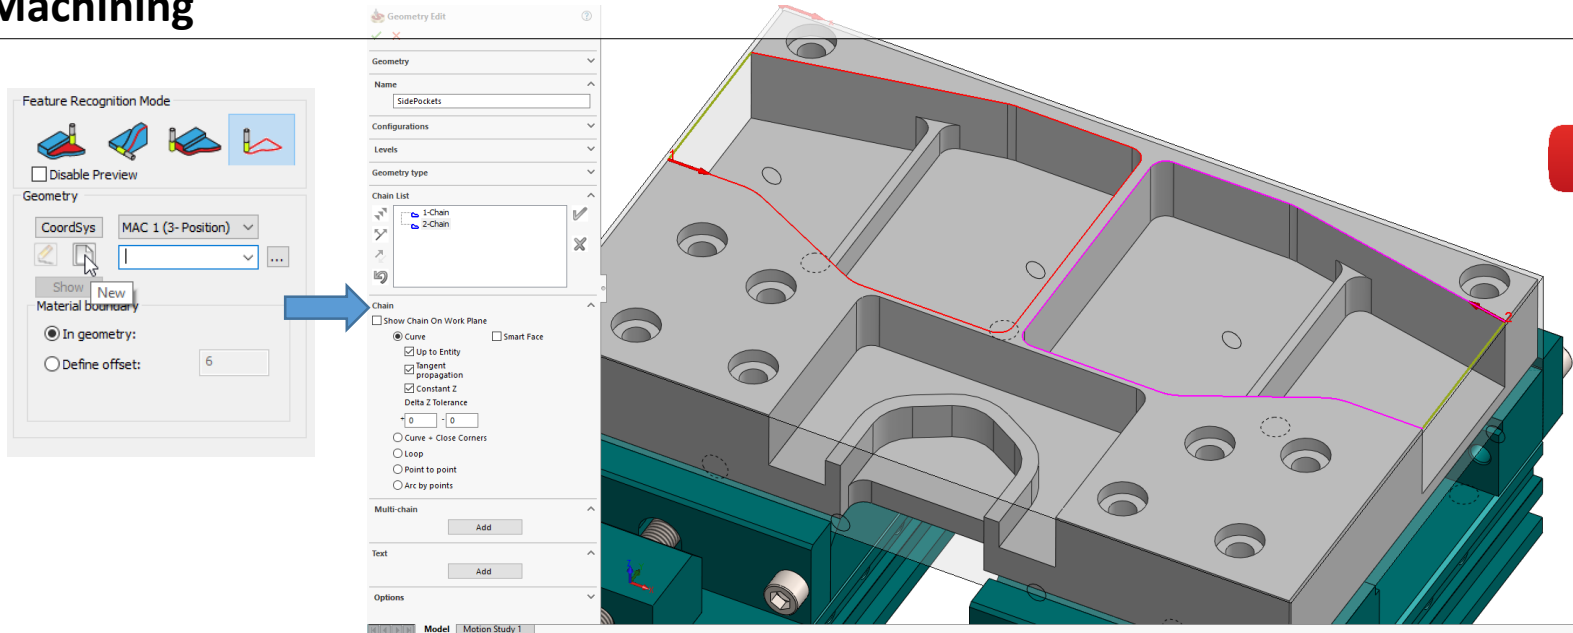 Machining
Feature Recognition Mode
Disable Preview
Geometry
CoordSys
MAC 1 (3- Position)
...
Show
New
Material boundary
In geometry:
Define offset:
6
Geometry Edit
?
Geometry
Name
SidePockets
Configurations
Levels
Geometry type
Chain List
1-Chain
2-Chain
Chain
Show Chain On Work Plane
Curve
Smart Face
Up to Entity
Tangent
propagation
Constant Z
Delta Z Tolerance
+ 0 - 0
Curve + Close Corners
Loop
Point to point
Arc by points
Multi-chain
Add
Text
Add
Options
Model Motion Study 1
1
2